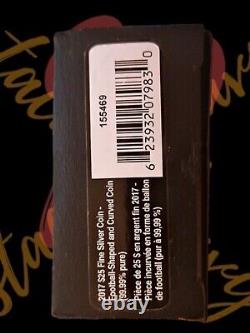 155469
6 23932 07983 0
2017 $25 Fine Silver Coin -
Football-Shaped and Curved Coin
(99.99% pure)
Pièce de 25 $ en argent fin 2017 -
Pièce incurvée en forme de ballon
de football (pur à 99,99 %)
ebay